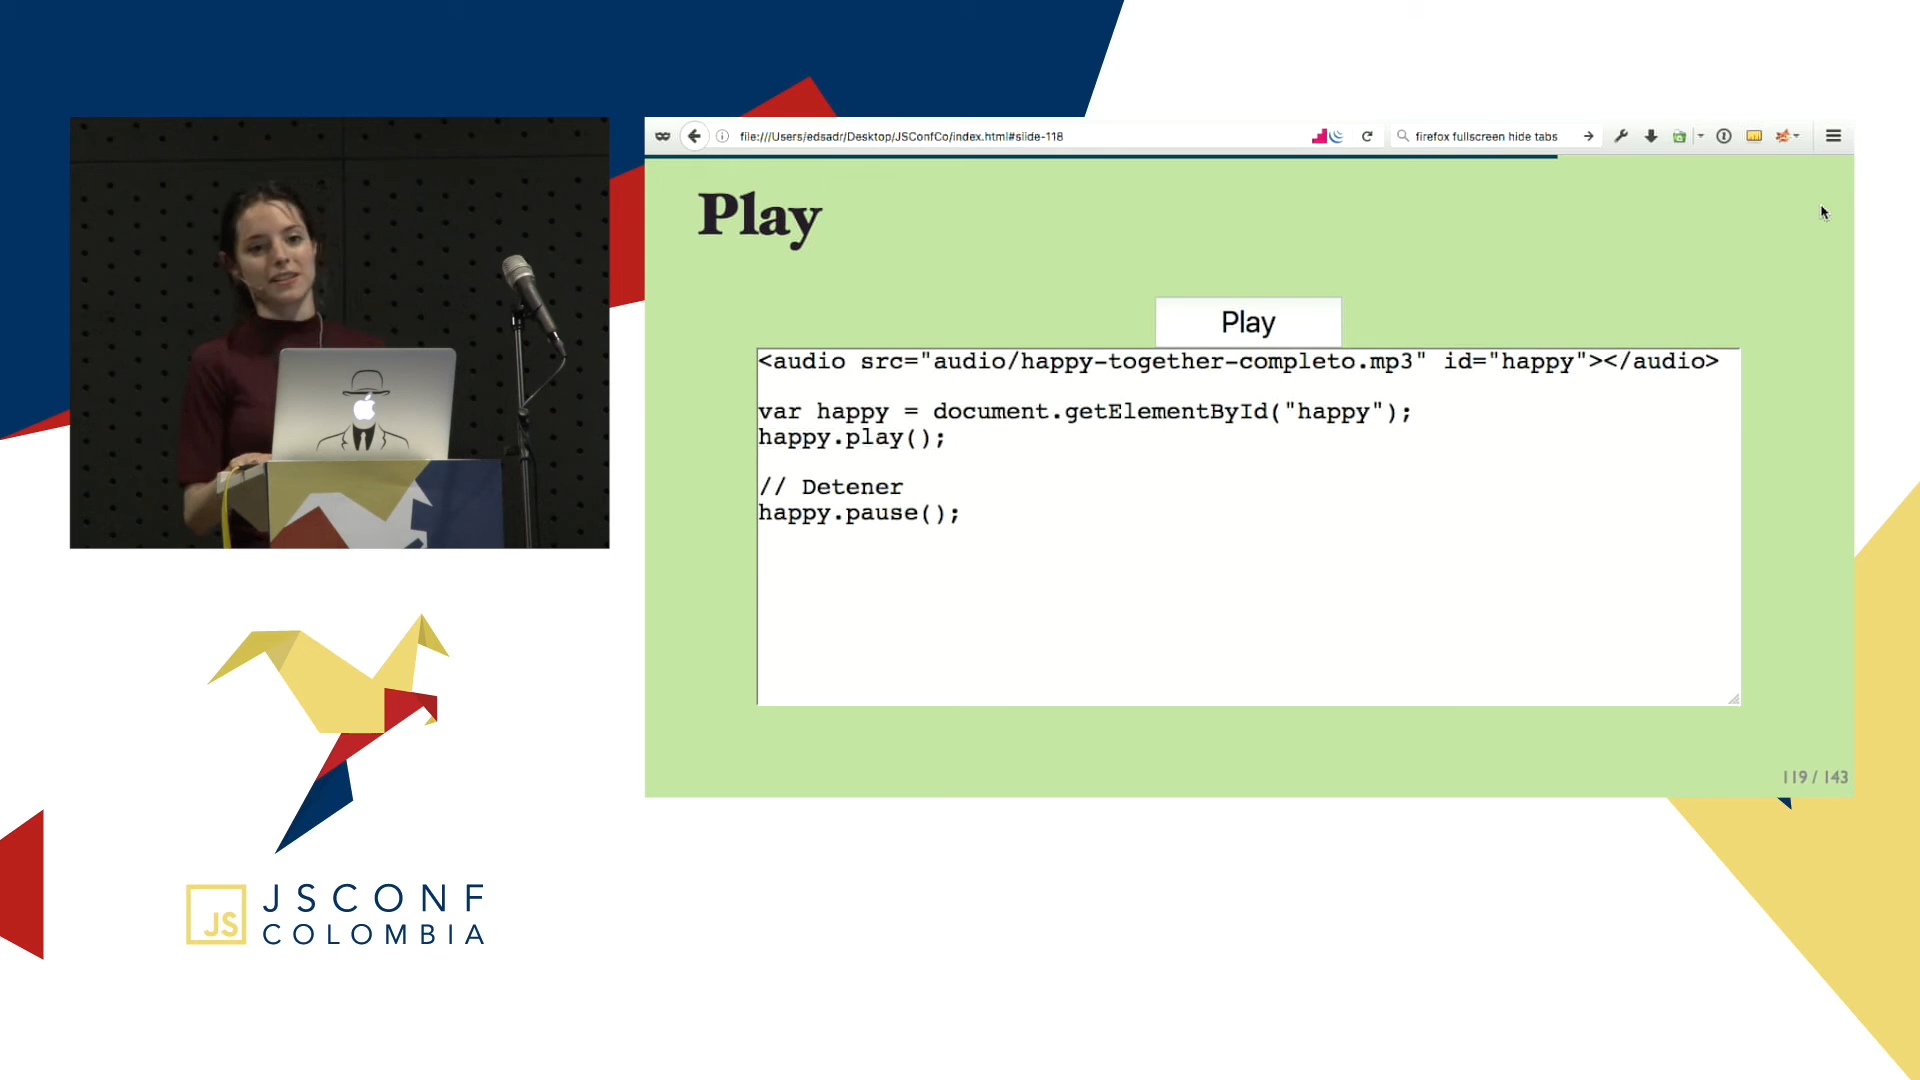 file:///Users/edsadr/Desktop/JSConfCo/index.html#slide-118
firefox fullscreen hide tabs
Play
Play
<audio src="audio/happy-together-completo.mp3" id="happy"></audio>
var happy = document.getElementById("happy");
happy.play();
// Detener
happy.pause();
119 / 143
JS
JSCONF
COLOMBIA